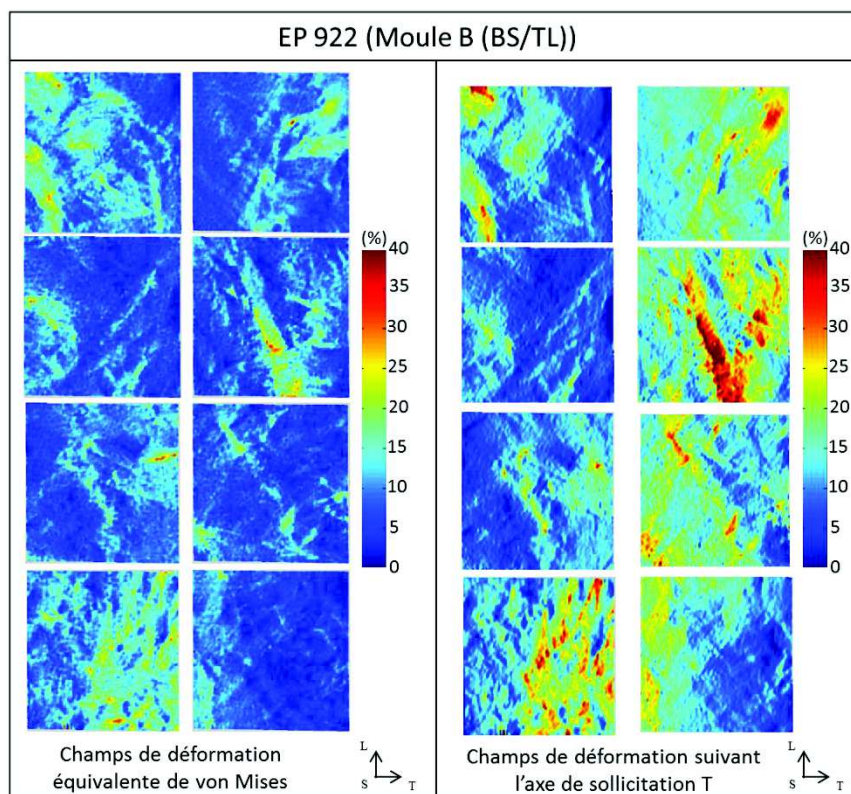 EP 922 (Moule B (BS/TL))
(%)
40
35
30
25
20
15
10
5
0
Champs de déformation
équivalente de von Mises
L
S
T
(%)
40
35
30
25
20
15
10
5
0
Champs de déformation suivant
l'axe de sollicitation T
L
S
T